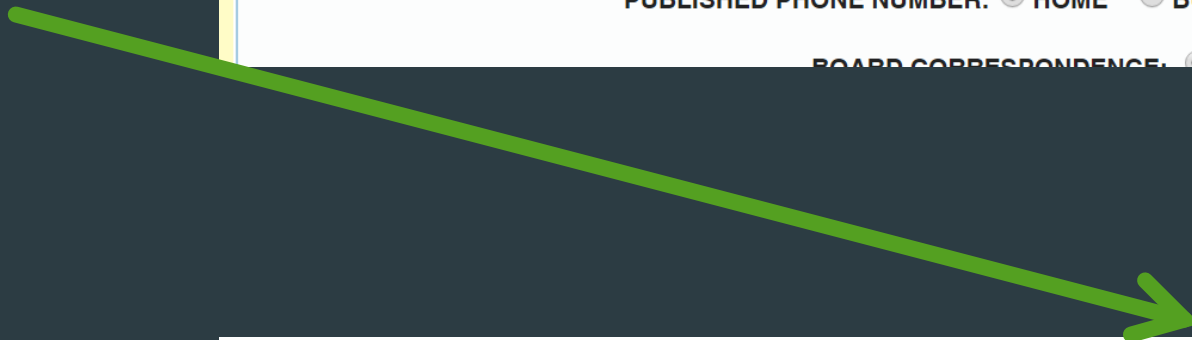 PUBLISHED PHONE NUMBER: HOME
BOARD CORRESPONDENCE: